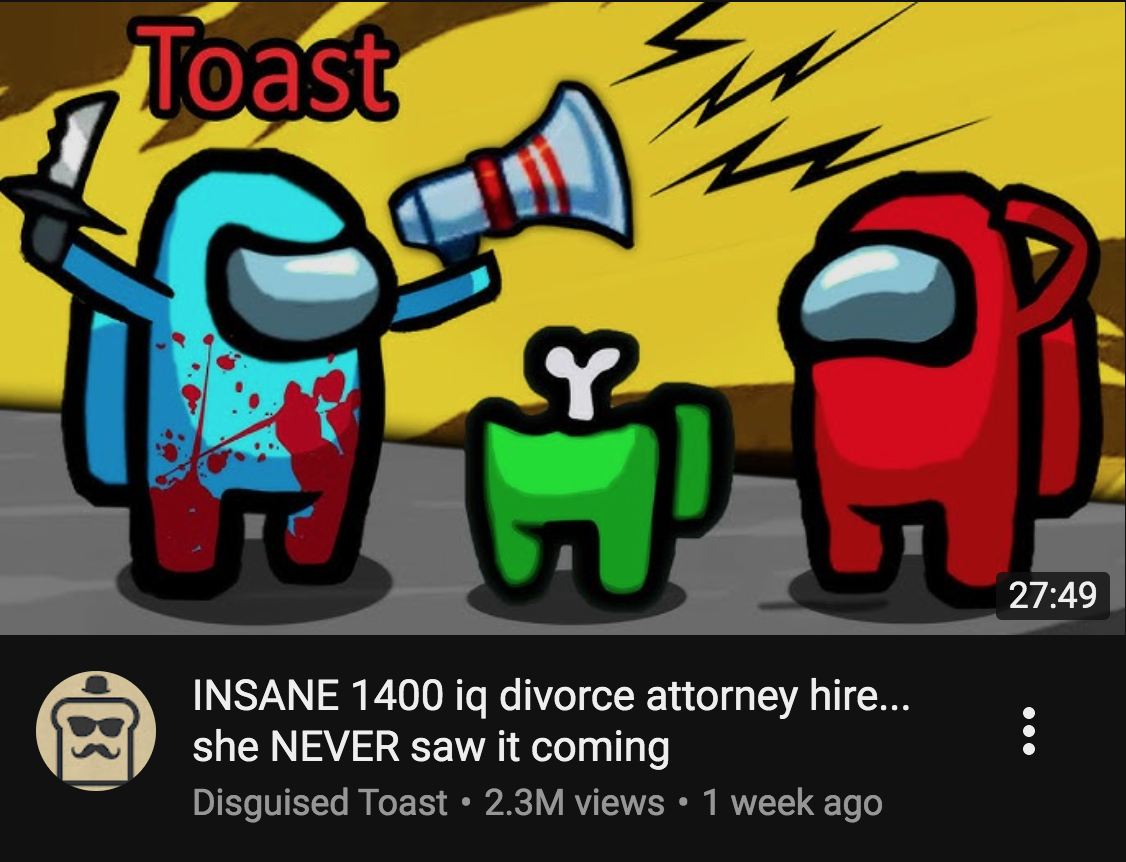 Toast
27:49
INSANE 1400 iq divorce attorney hire...
she NEVER saw it coming
Disguised Toast • 2.3M views • 1 week ago